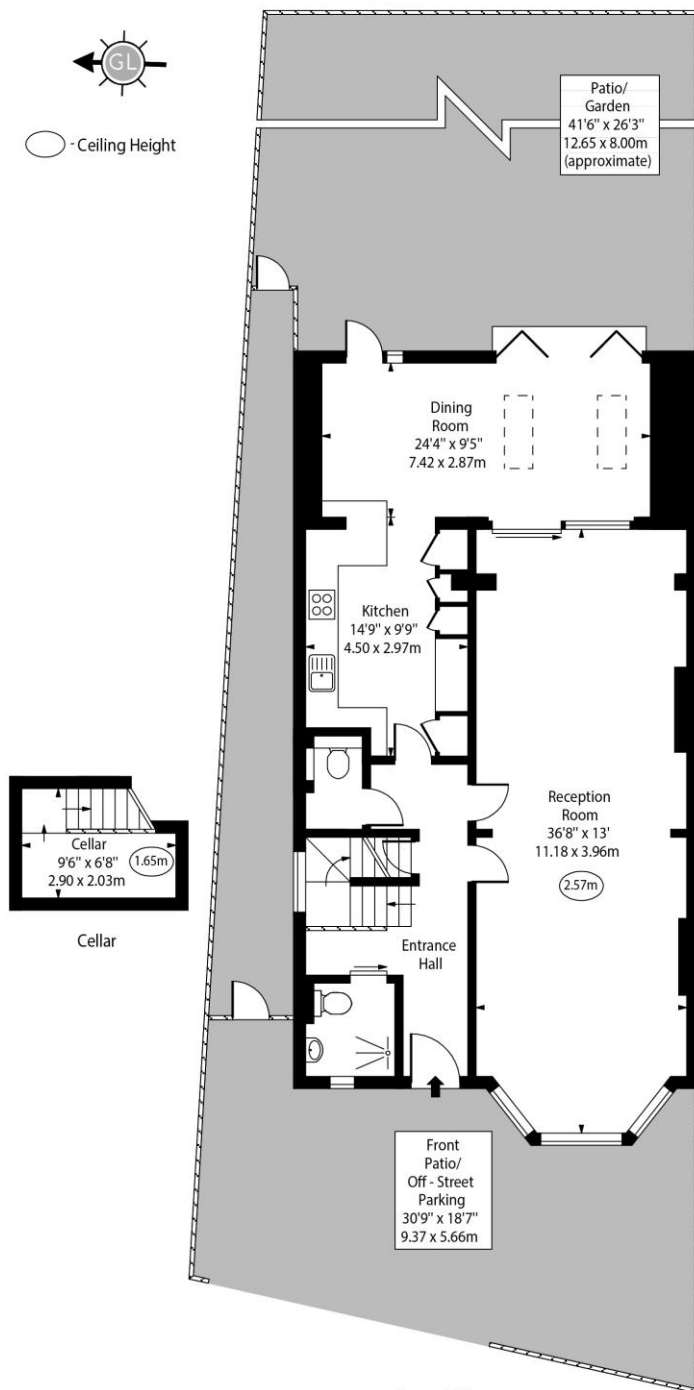 GL
- Ceiling Height
Patio/
Garden
41'6" x 26'3"
12.65 x 8.00m
(approximate)
Dining
Room
24'4" x 9'5"
7.42 x 2.87m
Kitchen
14'9" x 9'9"
4.50 x 2.97m
Reception
Room
36'8" x 13'
11.18 x 3.96m
2.57m
Cellar
9'6" x 6'8"
2.90 x 2.03m
1.65m
Cellar
Entrance
Hall
Front
Patio/
Off - Street
Parking
30'9" x 18'7"
9.37 x 5.66m